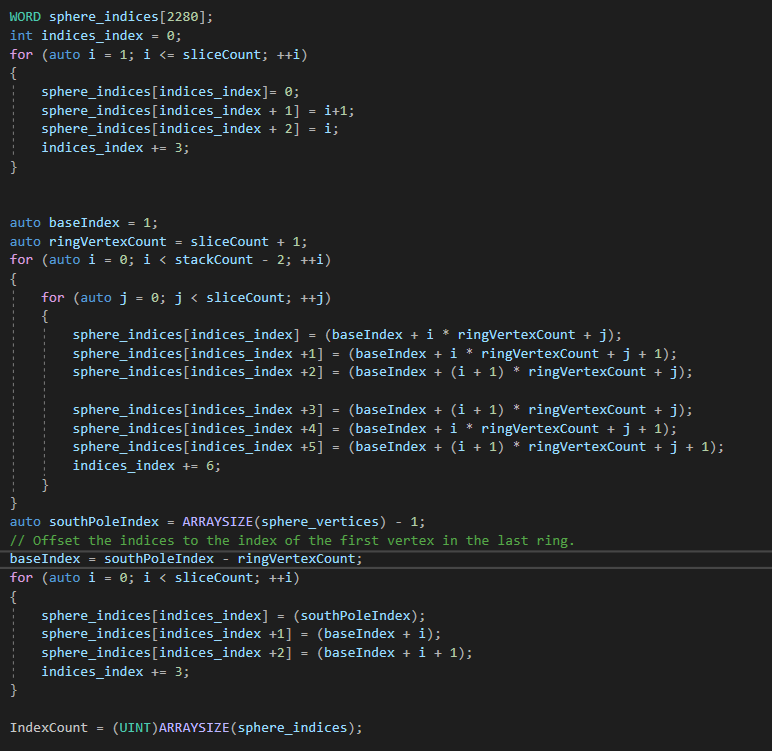 WORD sphere_indices[2280];
int indices_index = 0;
for (auto i = 1; i <= sliceCount; ++i)
{
sphere_indices[indices_index]= 0;
sphere_indices[indices_index + 1] = i+1;
sphere_indices[indices_index + 2] = i;
indices_index += 3;
}
auto baseIndex = 1;
auto ringVertexCount = sliceCount + 1;
for (auto i = 0; i < stackCount - 2; ++i)
{
for (auto j = 0; j < sliceCount; ++j)
{
sphere_indices[indices_index] = (baseIndex + i * ringVertexCount + j);
sphere_indices[indices_index +1] = (baseIndex + i * ringVertexCount + j + 1);
sphere_indices[indices_index +2] = (baseIndex + (i + 1) * ringVertexCount + j);
sphere_indices[indices_index +3] = (baseIndex + (i + 1) * ringVertexCount + j);
sphere_indices[indices_index +4] = (baseIndex + i * ringVertexCount + j + 1);
sphere_indices[indices_index +5] = (baseIndex + (i + 1) * ringVertexCount + j + 1);
indices_index += 6;
}
}
auto southPoleIndex = ARRAYSIZE(sphere_vertices) - 1;
// Offset the indices to the index of the first vertex in the last ring.
baseIndex = southPoleIndex - ringVertexCount;
for (auto i = 0; i < sliceCount; ++i)
{
sphere_indices[indices_index] = (southPoleIndex);
sphere_indices[indices_index +1] = (baseIndex + i);
sphere_indices[indices_index +2] = (baseIndex + i + 1);
indices_index += 3;
}
IndexCount = (UINT)ARRAYSIZE(sphere_indices);